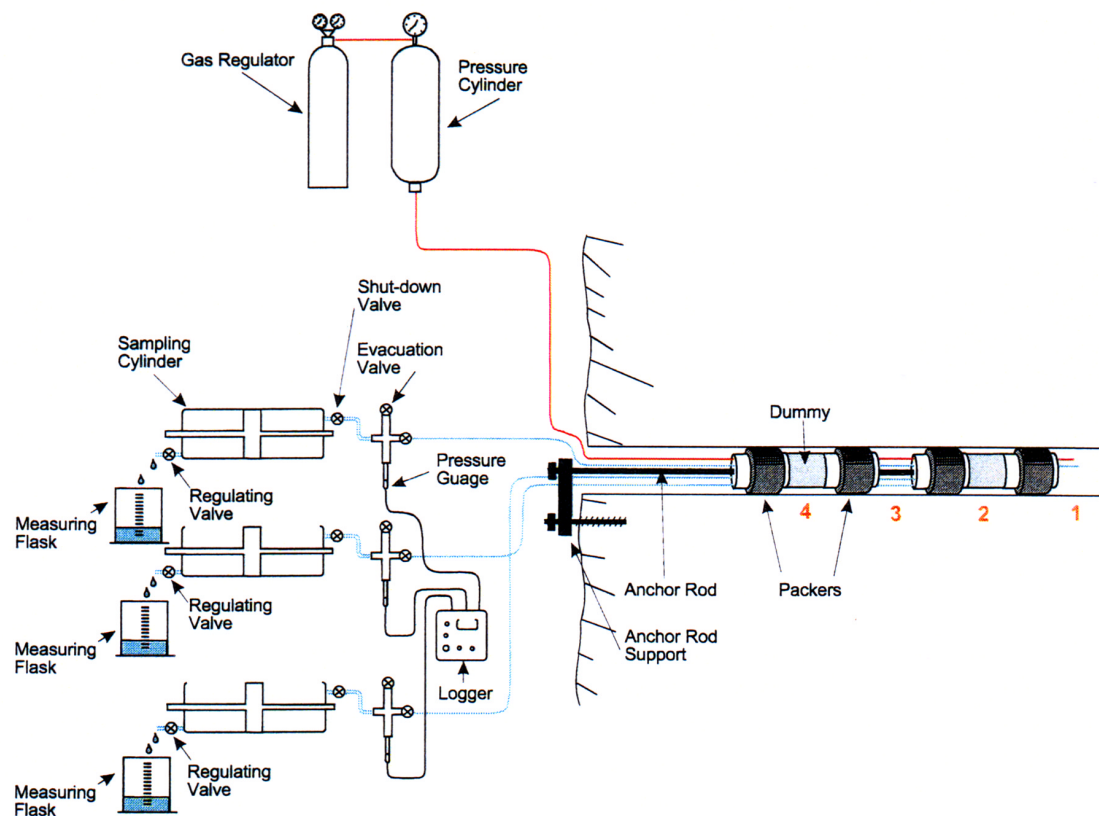 Gas Regulator
Pressure
Cylinder
Shut-down
Valve
Sampling
Cylinder
Evacuation
Valve
Dummy
Pressure
Guage
Regulating
Valve
Measuring
Flask
4
3
2
1
Anchor Rod
Packers
Regulating
Valve
Anchor Rod
Support
Measuring
Flask
Logger
Regulating
Valve
Measuring
Flask